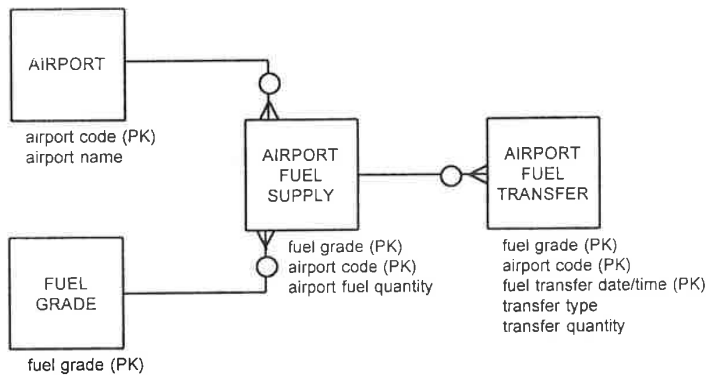 AIRPORT
airport code (PK)
airport name
AIRPORT
FUEL
SUPPLY
fuel grade (PK)
airport code (PK)
airport fuel quantity
AIRPORT
FUEL
TRANSFER
fuel grade (PK)
airport code (PK)
fuel transfer date/time (PK)
transfer type
transfer quantity
FUEL
GRADE
fuel grade (PK)